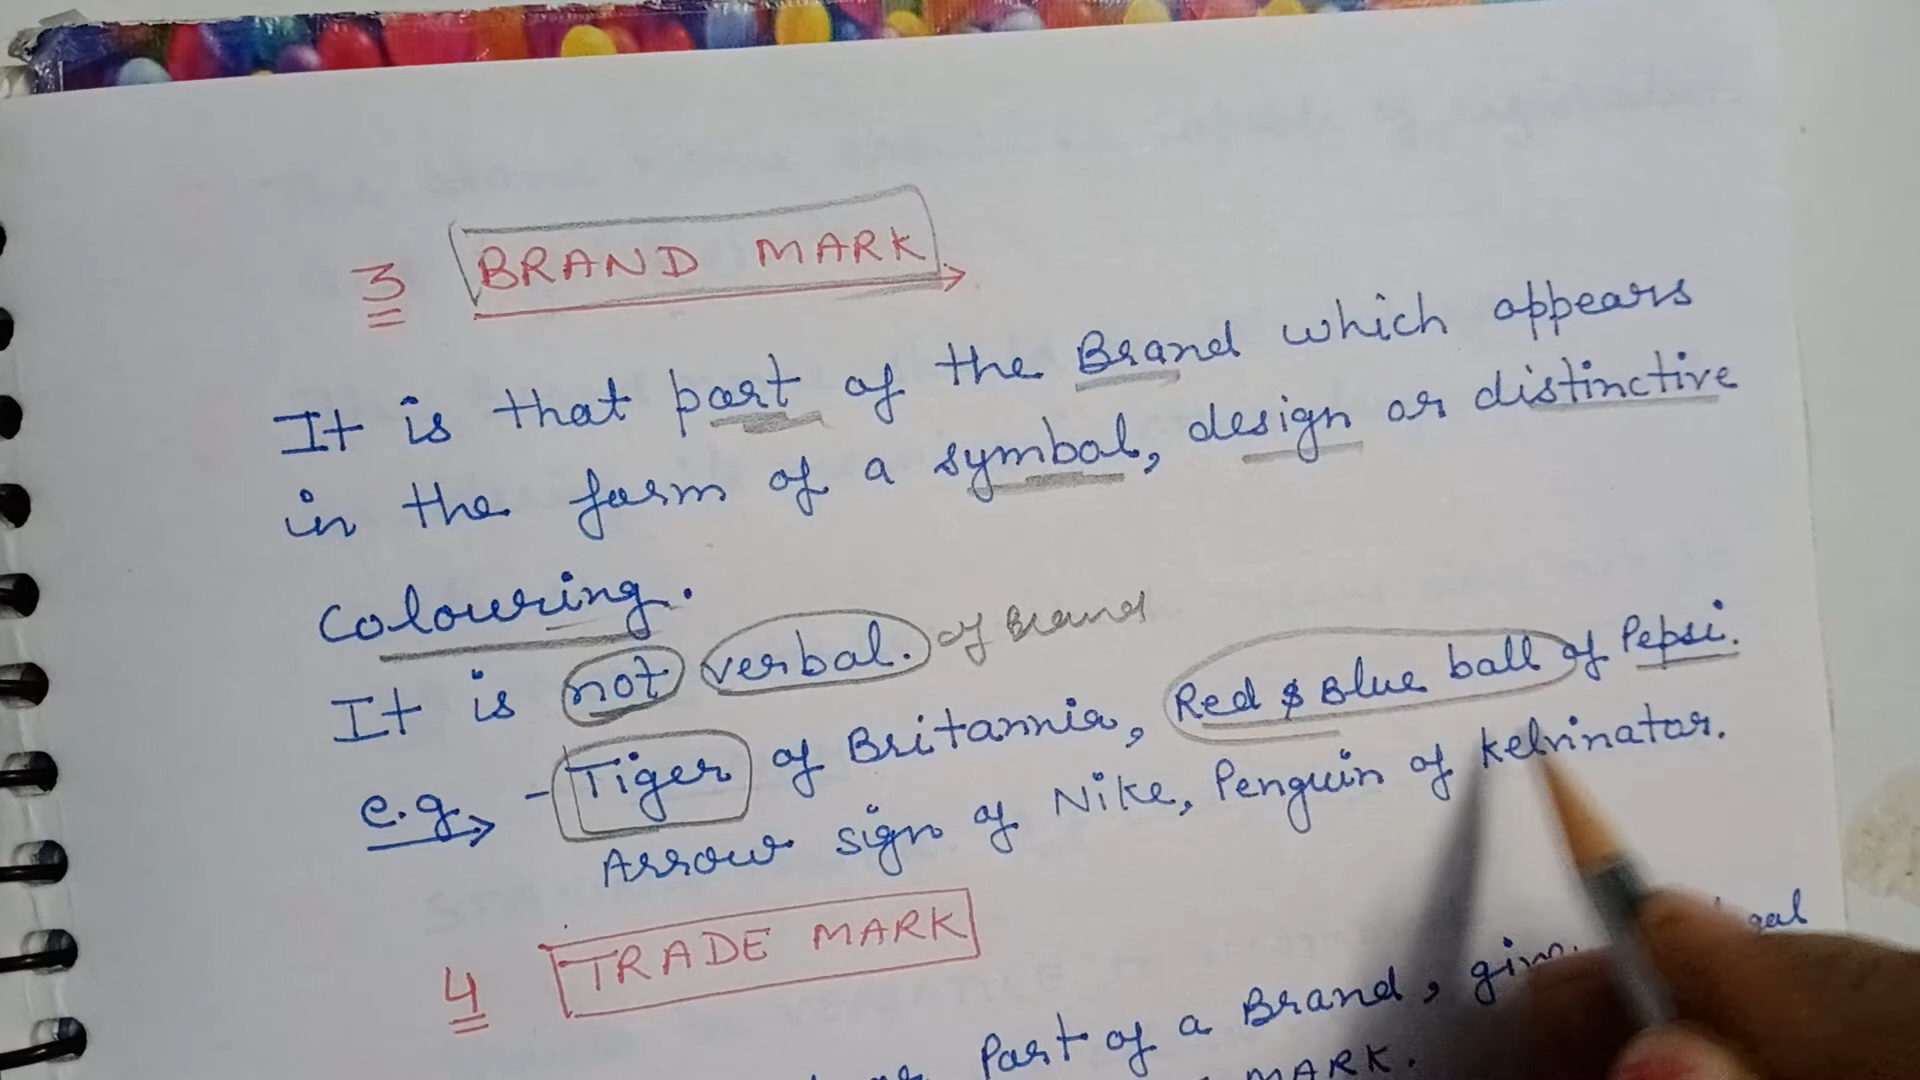 3 BRAND MARK
It is that part of the Brand which appears
in the form of a symbol, design or distinctive
colouring.
It is not verbal. of Brand
e.g. - Tiger of Britannia, Red & Blue ball of Pepsi.
Arrow sign of Nike, Penguin of Kelvinator.
4 TRADE MARK
Part of a Brand,
MARK.